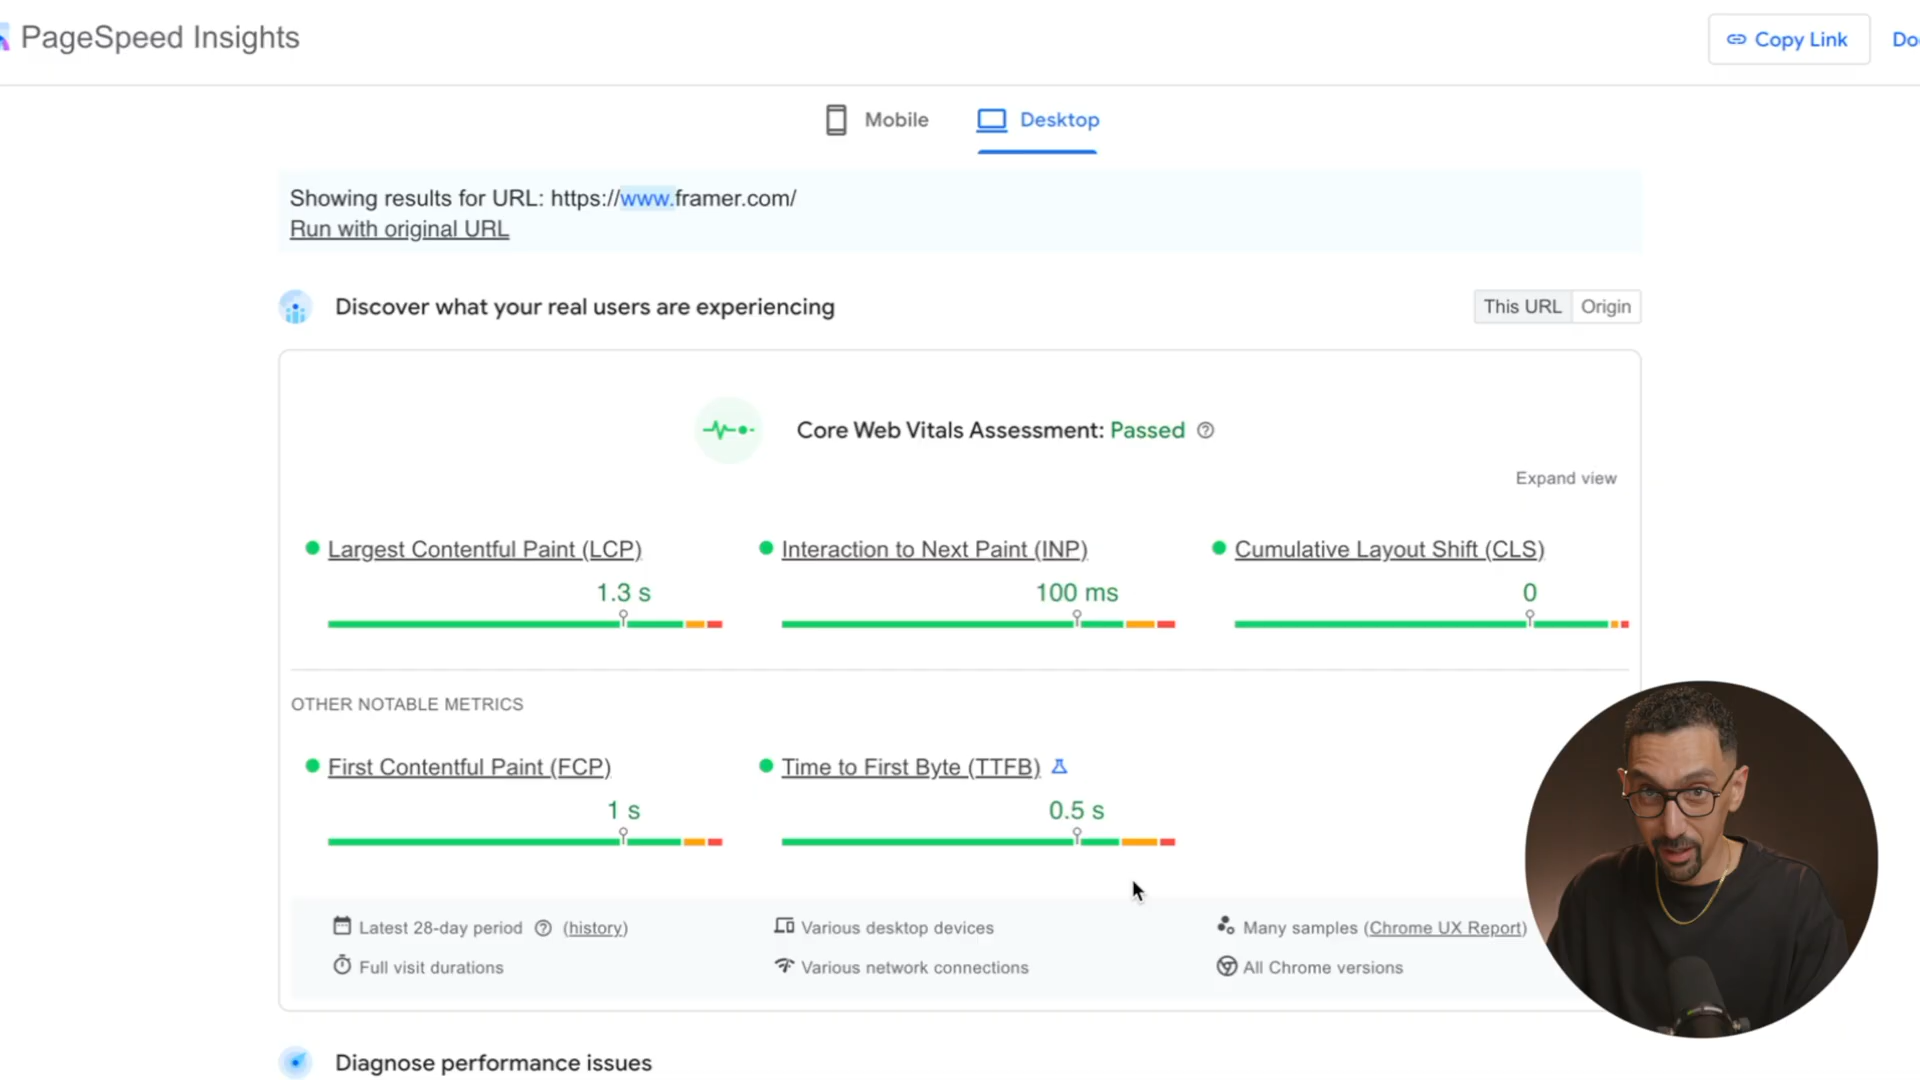 PageSpeed Insights
Copy Link
Mobile
Desktop
Showing results for URL: https://www.framer.com/
Run with original URL
Discover what your real users are experiencing
This URL
Origin
Core Web Vitals Assessment: Passed
Expand view
Largest Contentful Paint (LCP)
1.3 s
Interaction to Next Paint (INP)
100 ms
Cumulative Layout Shift (CLS)
0
OTHER NOTABLE METRICS
First Contentful Paint (FCP)
1 s
Time to First Byte (TTFB)
0.5 s
Latest 28-day period (history)
Various desktop devices
Many samples (Chrome UX Report)
Full visit durations
Various network connections
All Chrome versions
Diagnose performance issues